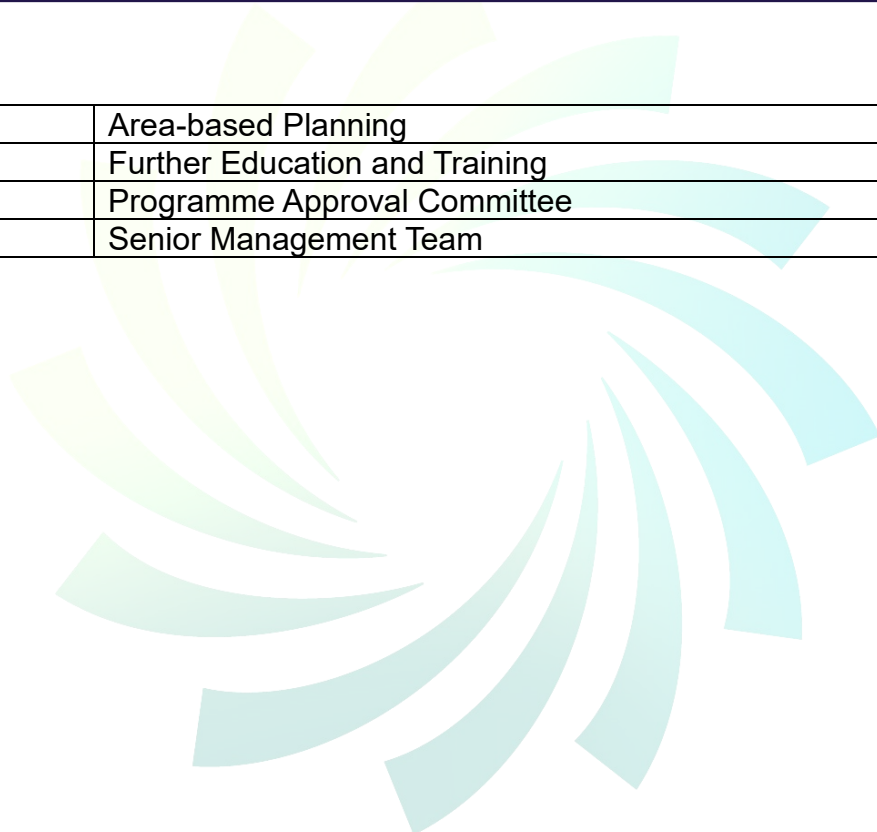 Area-based Planning
Further Education and Training
Programme Approval Committee
Senior Management Team